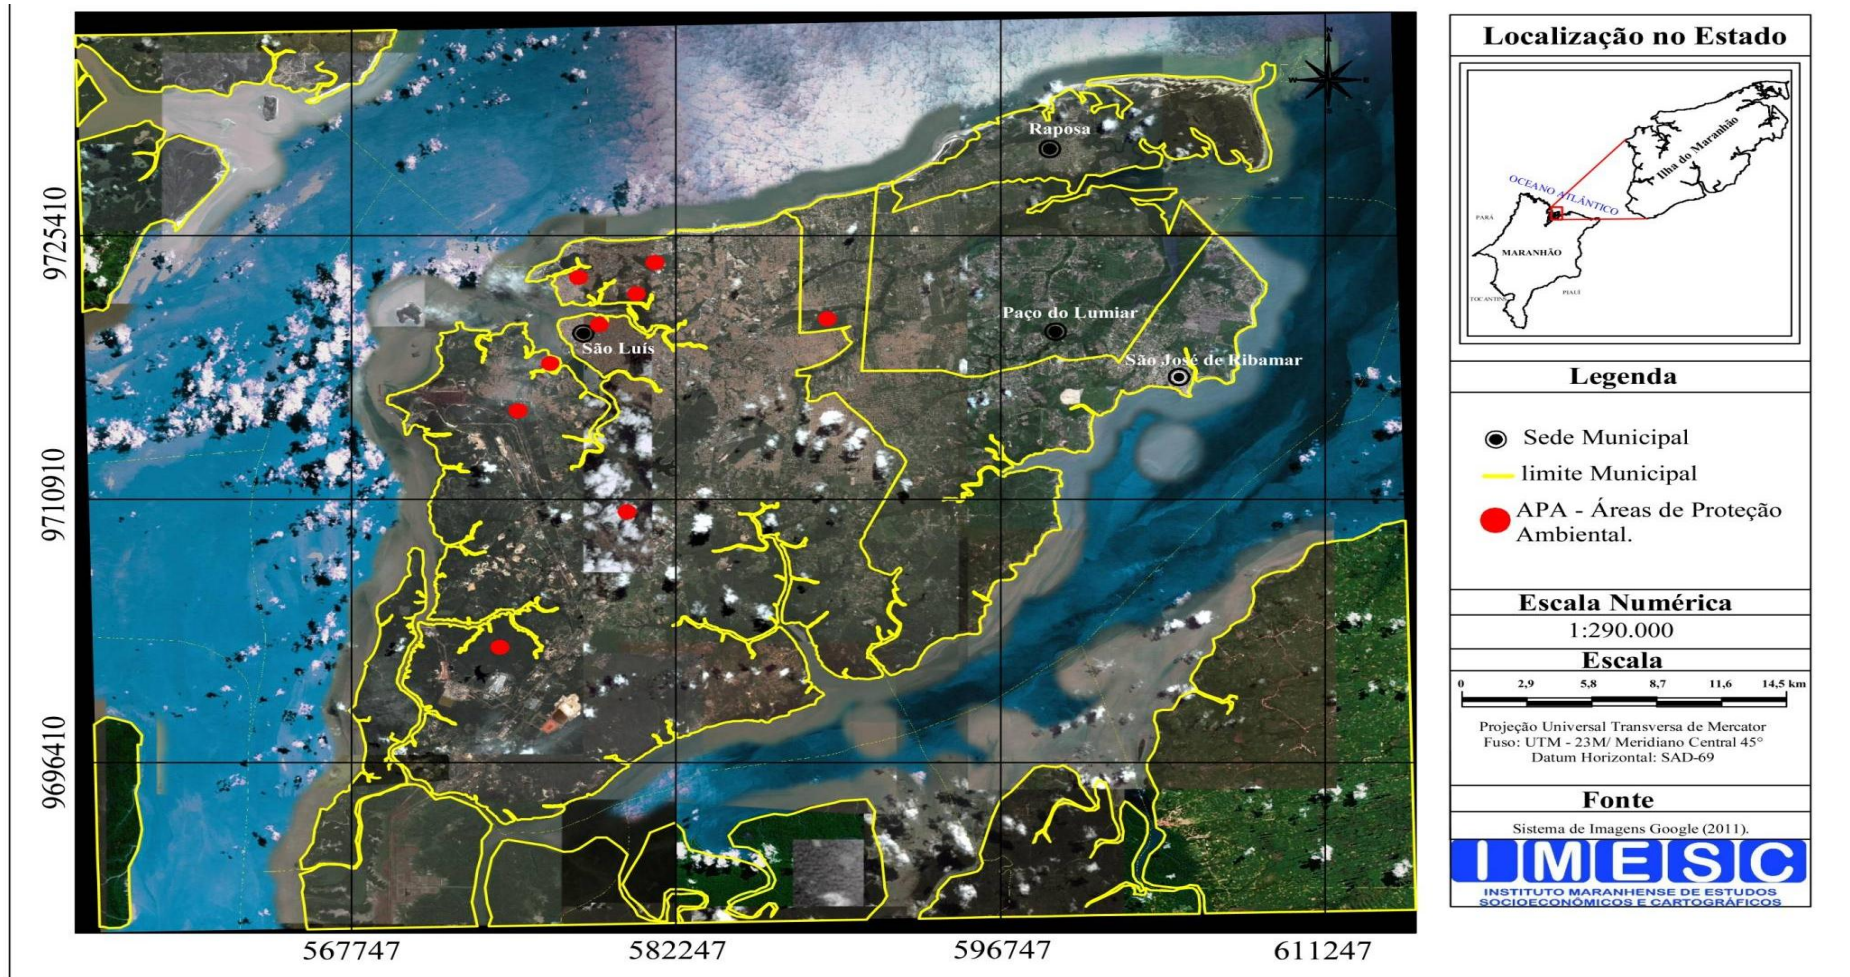 9725410
9710910
9696410
567747
582247
596747
611247
Raposa
Paço do Lumiar
São José de Ribamar
São Luís
Localização no Estado
Ilha do Maranhão
OCEANO ATLÂNTICO
PARÁ
MARANHÃO
TOCANTINS
PIAUÍ
Legenda
Sede Municipal
limite Municipal
APA - Áreas de Proteção
Ambiental.
Escala Numérica
1:290.000
Escala
0 2,9 5,8 8,7 11,6 14,5 km
Projeção Universal Transversa de Mercator
Fuso: UTM - 23M/ Meridiano Central 45°
Datum Horizontal: SAD-69
Fonte
Sistema de Imagens Google (2011).
IMESC
INSTITUTO MARANHENSE DE ESTUDOS
SOCIOECONÔMICOS E CARTOGRÁFICOS